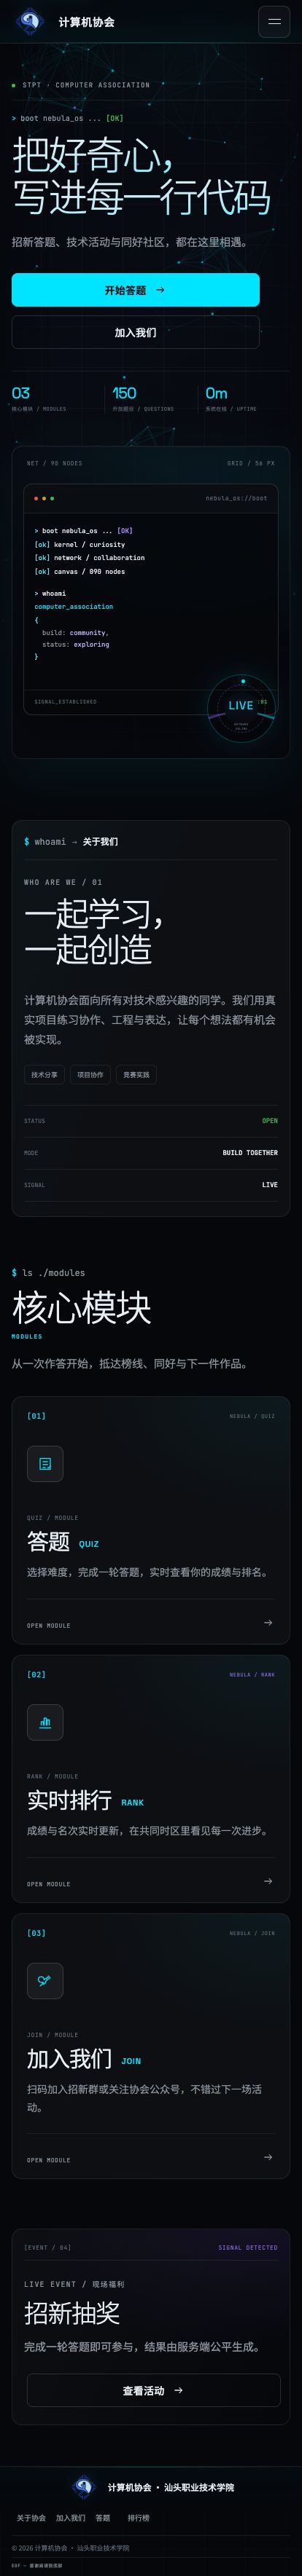 计算机协会
STPT · COMPUTER ASSOCIATION
> boot nebula_os ... [OK]
把好奇心，
写进每一行代码
招新答题、技术活动与同好社区，都在这里相遇。
开始答题 →
加入我们
03 150 0m
核心模块 / MODULES 开放题目 / QUESTIONS 系统在线 / UPTIME
NET / 90 NODES GRID / 56 PX
nebula_os://boot
> boot nebula_os ... [OK]
[ok] kernel / curiosity
[ok] network / collaboration
[ok] canvas / 090 nodes
> whoami
computer_association
{
build: community,
status: exploring
}
SIGNAL_ESTABLISHED
LIVE
$ whoami → 关于我们
WHO ARE WE / 01
一起学习，
一起创造
计算机协会面向所有对技术感兴趣的同学。我们用真
实项目练习协作、工程与表达，让每个想法都有机会
被实现。
技术分享 项目协作 竞赛实践
STATUS OPEN
MODE BUILD TOGETHER
SIGNAL LIVE
$ ls ./modules
核心模块
MODULES
从一次作答开始，抵达榜线、同好与下一件作品。
[01] NEBULA / QUIZ
QUIZ / MODULE
答题 QUIZ
选择难度，完成一轮答题，实时查看你的成绩与排名。
OPEN MODULE →
[02] NEBULA / RANK
RANK / MODULE
实时排行 RANK
成绩与名次实时更新，在共同时区里看见每一次进步。
OPEN MODULE →
[03] NEBULA / JOIN
JOIN / MODULE
加入我们 JOIN
扫码加入招新群或关注协会公众号，不错过下一场活
动。
OPEN MODULE →
[EVENT / 04] SIGNAL DETECTED
LIVE EVENT / 现场福利
招新抽奖
完成一轮答题即可参与，结果由服务端公平生成。
查看活动 →
计算机协会 · 汕头职业技术学院
关于协会 加入我们 答题 排行榜
© 2026 计算机协会 · 汕头职业技术学院